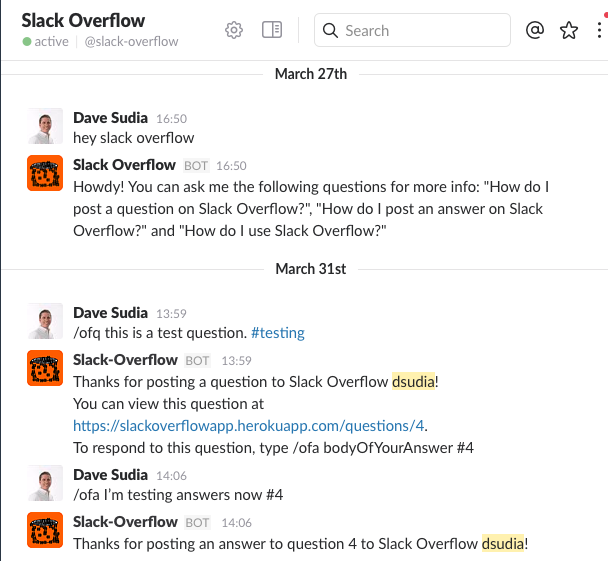 Slack Overflow
active | @slack-overflow
Search
March 27th
Dave Sudia 16:50
hey slack overflow
Slack Overflow BOT 16:50
Howdy! You can ask me the following questions for more info: "How do I
post a question on Slack Overflow?", "How do I post an answer on Slack
Overflow?" and "How do I use Slack Overflow?"
March 31st
Dave Sudia 13:59
/ofq this is a test question. #testing
Slack-Overflow BOT 13:59
Thanks for posting a question to Slack Overflow dsudia!
You can view this question at
https://slackoverflowapp.herokuapp.com/questions/4.
To respond to this question, type /ofa bodyOfYourAnswer #4
Dave Sudia 14:06
/ofa I'm testing answers now #4
Slack-Overflow BOT 14:06
Thanks for posting an answer to question 4 to Slack Overflow dsudia!